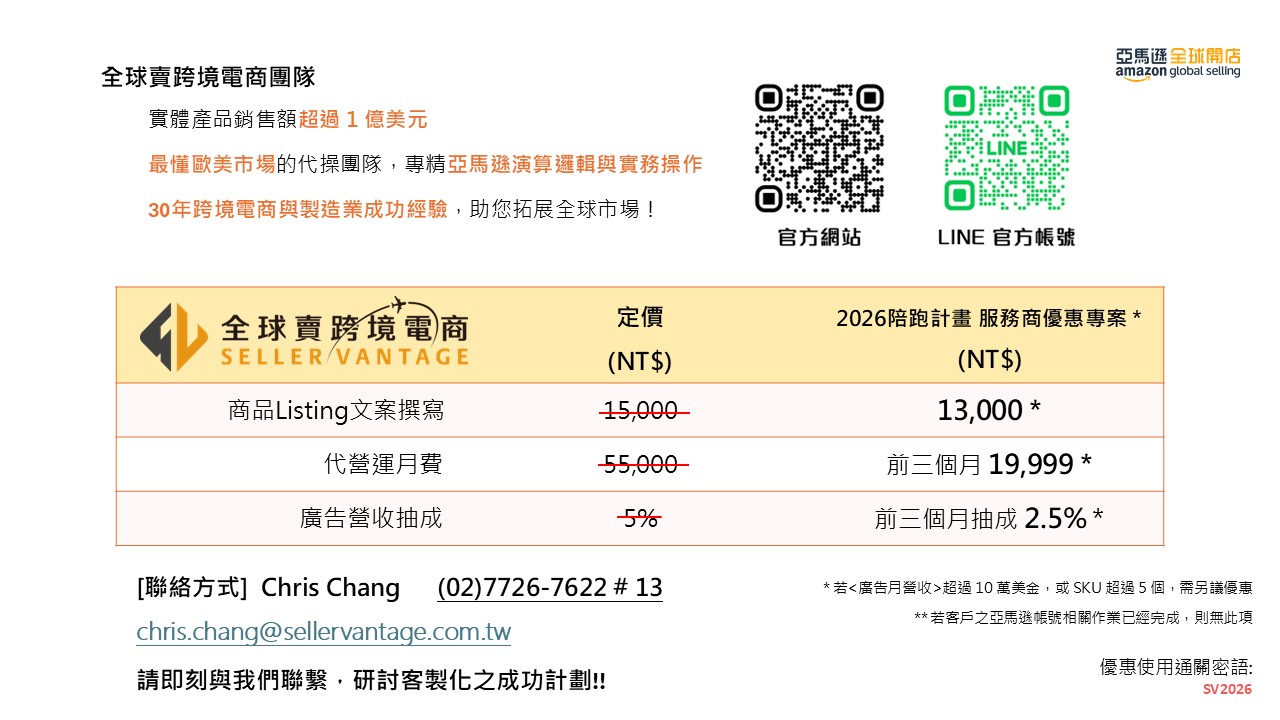 全球賣跨境電商團隊
實體產品銷售額超過 1 億美元
最懂歐美市場的代操團隊，專精亞馬遜演算邏輯與實務操作
30年跨境電商與製造業成功經驗，助您拓展全球市場！
亞馬遜全球開店
amazon global selling
LINE
官方網站
LINE 官方帳號
全球賣跨境電商
SELLER VANTAGE
定價
(NT$)
2026陪跑計畫 服務商優惠專案 *
(NT$)
商品Listing文案撰寫 15,000 13,000 *
代營運月費 55,000 前三個月 19,999 *
廣告營收抽成 5% 前三個月抽成 2.5% *
[聯絡方式] Chris Chang (02)7726-7622 # 13
chris.chang@sellervantage.com.tw
請即刻與我們聯繫，研討客製化之成功計劃!!
* 若<廣告月營收>超過 10 萬美金，或 SKU 超過 5 個，需另議優惠
** 若客戶之亞馬遜帳號相關作業已經完成，則無此項
優惠使用通關密語:
SV2026